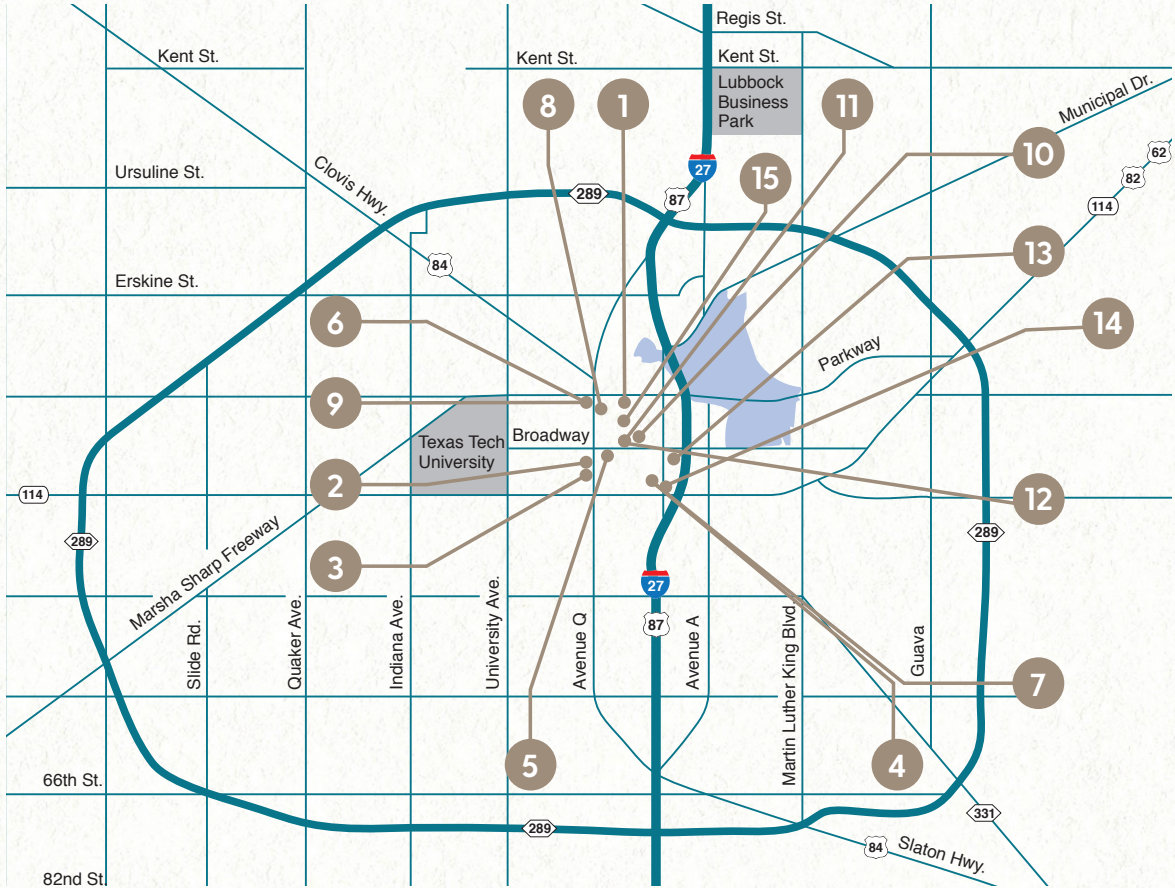 Regis St.
Kent St.
Kent St.
Kent St.
Lubbock
Business
Park
8
1
11
Municipal Dr.
62
10
27
82
Clovis Hwy.
Ursuline St.
15
289
87
114
13
84
Erskine St.
6
14
Parkway
9
Texas Tech
University
Broadway
2
114
12
289
289
3
Marsha Sharp Freeway
27
87
Slide Rd.
Quaker Ave.
Indiana Ave.
University Ave.
Avenue Q
Avenue A
Martin Luther King Blvd
Guava
7
5
4
66th St.
331
289
84
Slaton Hwy.
82nd St.